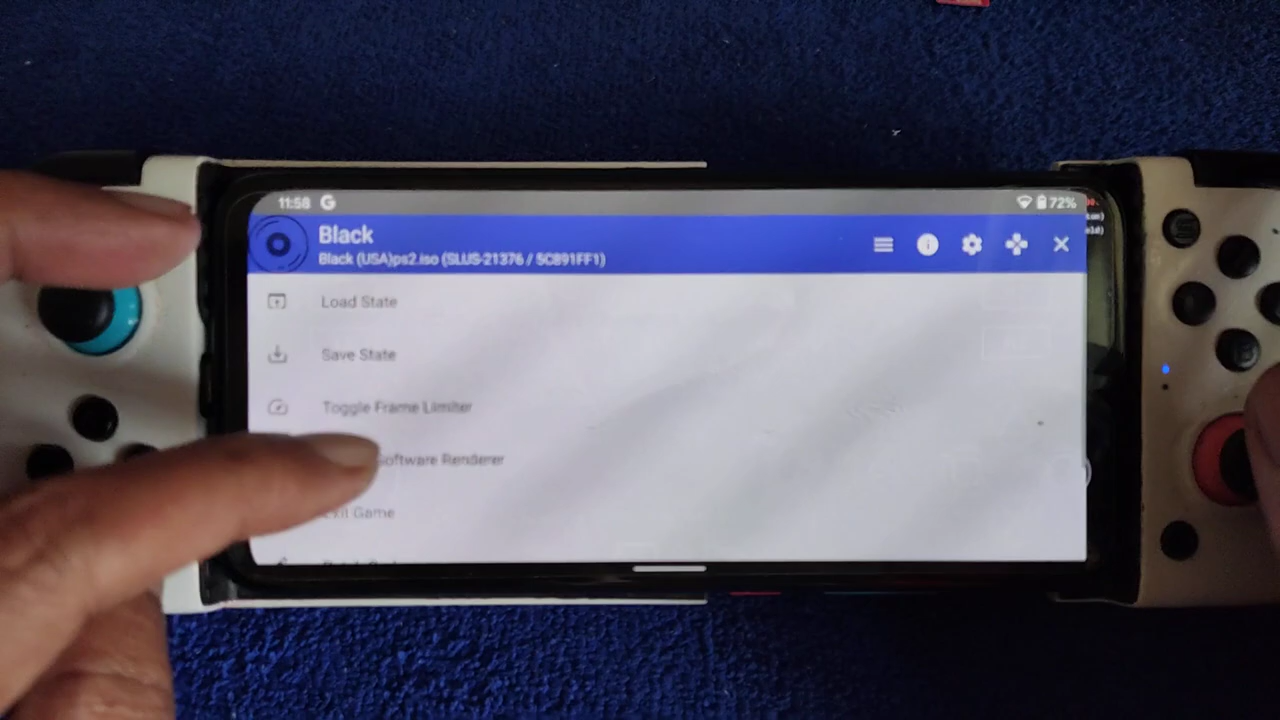 11:58 G 72%
Black
Black (USA)ps2.iso (SLUS-21376 / 5C891FF1)
Load State
Save State
Toggle Frame Limiter
Software Renderer
Exit Game